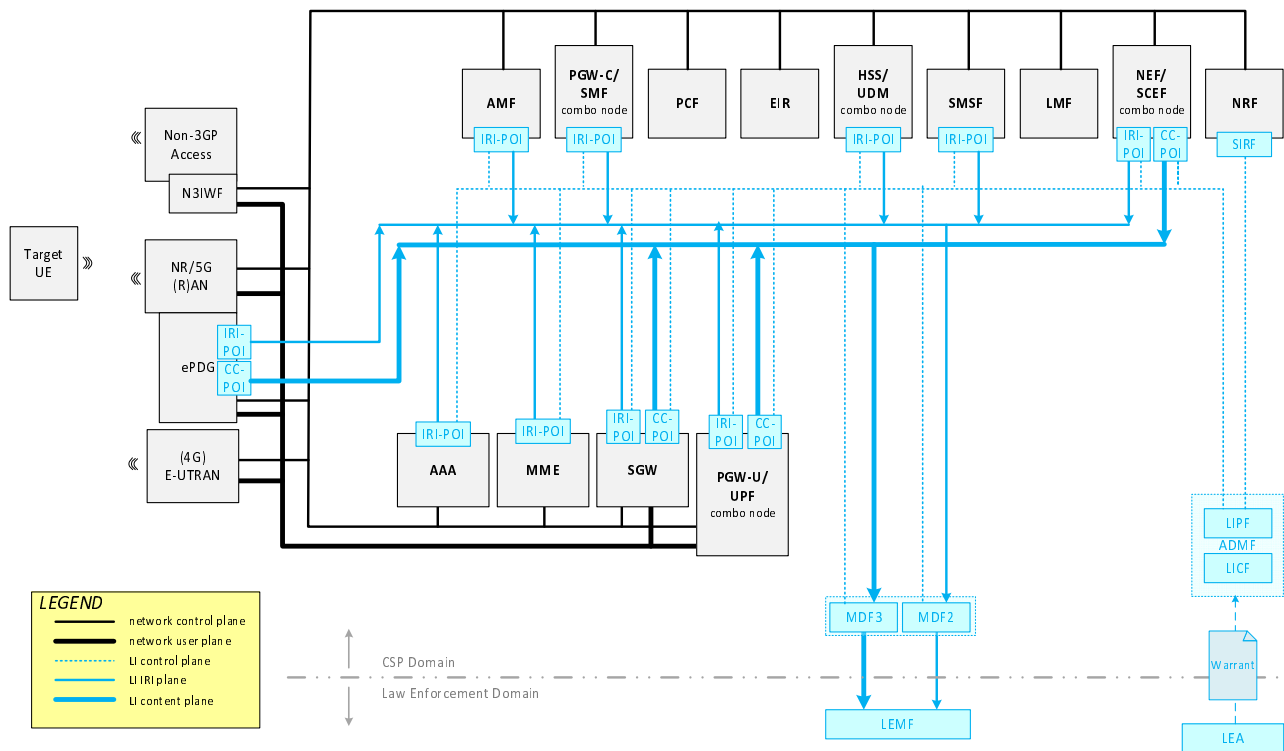 AMF
PGW-C/
SMF
combo node
PCF
EIR
HSS/
UDM
combo node
SMSF
LMF
NEF/
SCEF
combo node
NRF
IRI-POI
IRI-POI
IRI-POI
IRI-POI
IRI-
POI
CC-
POI
SIRF
Non-3GP
Access
N3IWF
Target
UE
NR/5G
(R)AN
IRI-
POI
ePDG
CC-
POI
(4G)
E-UTRAN
IRI-POI
AAA
IRI-POI
MME
IRI-
POI
CC-
POI
SGW
IRI-
POI
CC-
POI
PGW-U/
UPF
combo node
LIPF
ADMF
LICF
MDF3
MDF2
Warrant
LEGEND
network control plane
network user plane
LI control plane
LI IRI plane
LI content plane
CSP Domain
Law Enforcement Domain
LEMF
LEA